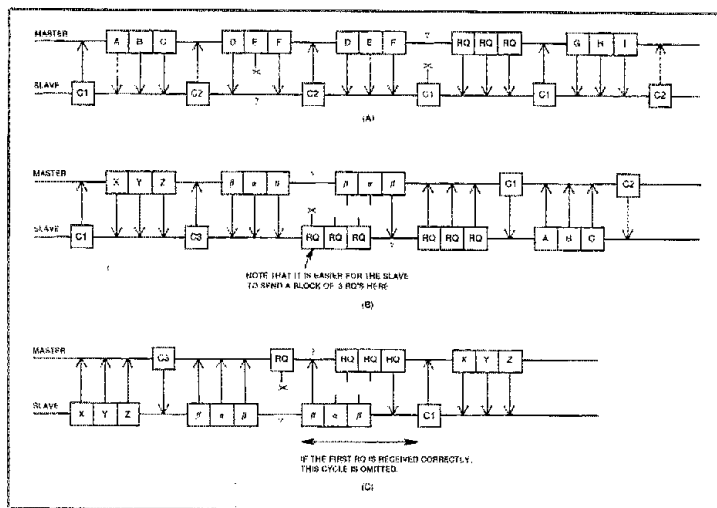 MASTER A B C D E F D E F ? RQ RQ RQ G H I
SLAVE C1 C2 ? C2 C1 C1 C2
(A)
MASTER X Y Z β α β β α β C1 C2
SLAVE C1 C3 RQ RQ RQ ? RQ RQ RQ A B C
NOTE THAT IT IS EASIER FOR THE SLAVE
TO SEND A BLOCK OF 3 RQ'S HERE
(B)
MASTER C3 RQ ? RQ RQ RQ X Y Z
SLAVE X Y Z β α β ? β α β C1
IF THE FIRST RQ IS RECEIVED CORRECTLY,
THIS CYCLE IS OMITTED.
(C)